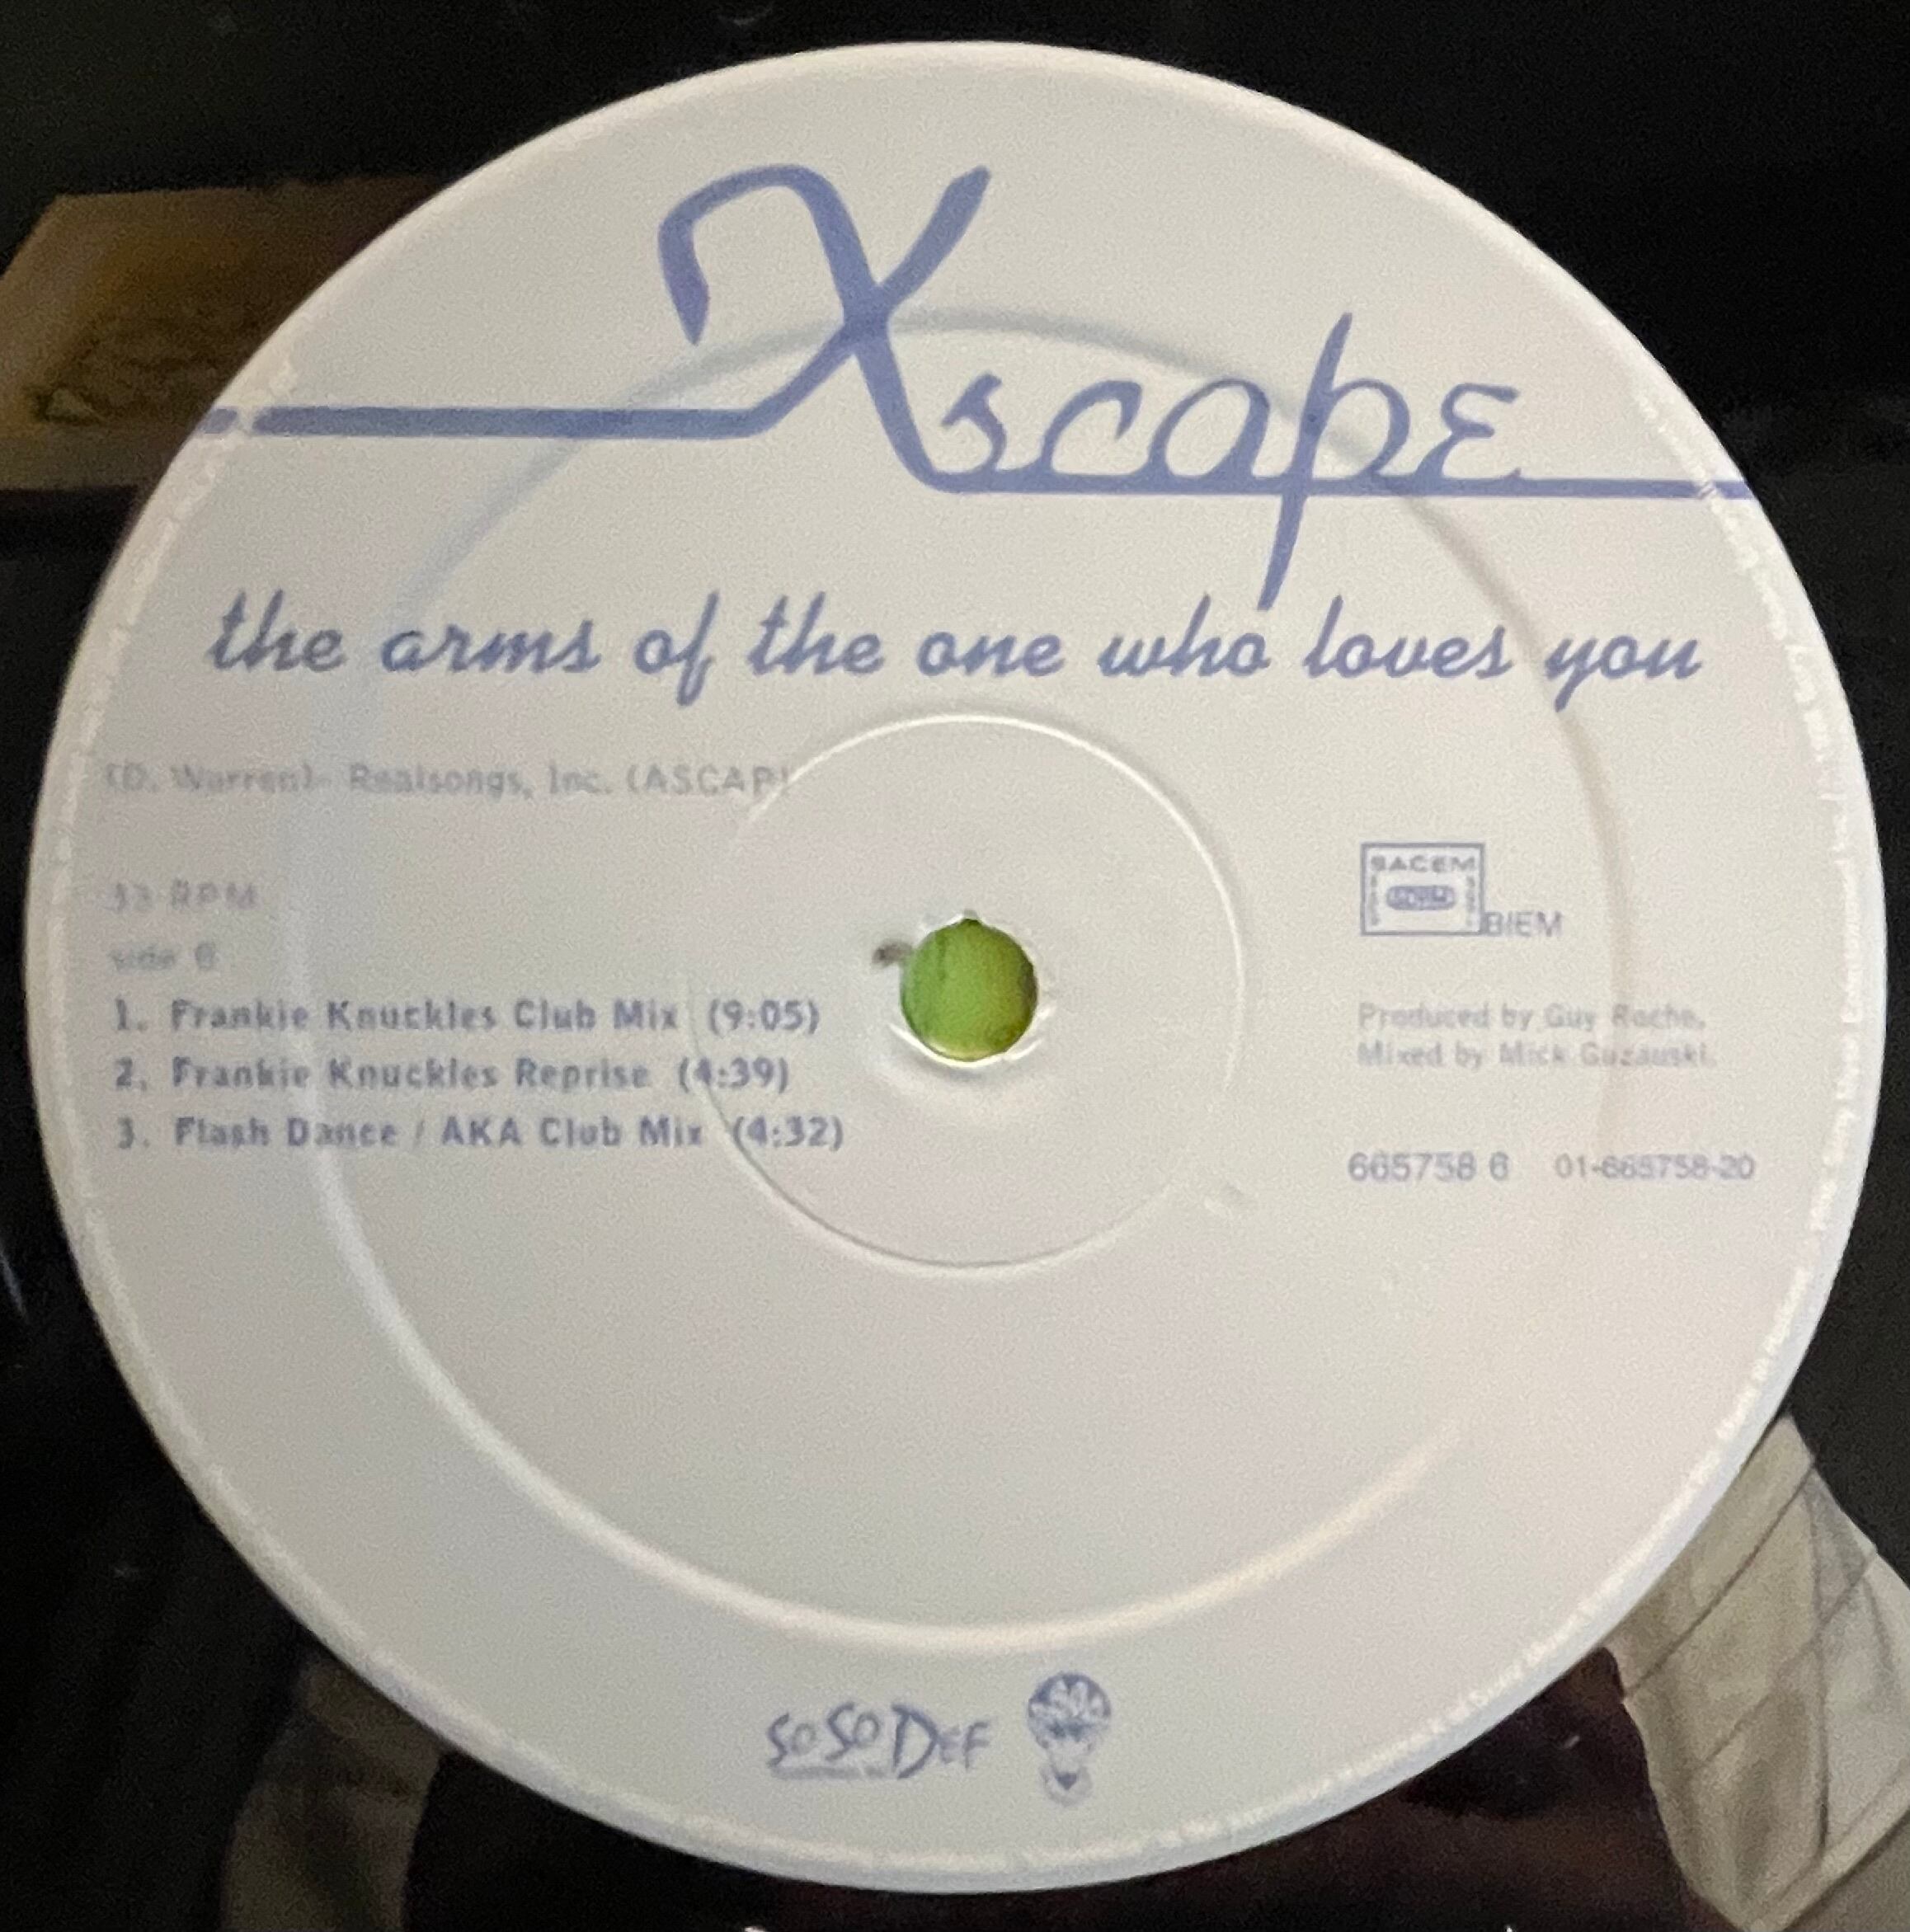 Xscape
the arms of the one who loves you
(D. Warren)- Realsongs, Inc. (ASCAP)
33 RPM
SACEM
SDRM
BIEM
1. Frankie Knuckles Club Mix (9:05)
2. Frankie Knuckles Reprise (4:39)
3. Flash Dance / AKA Club Mix (4:32)
Produced by Guy Roche.
Mixed by Mick Guzauski.
665758 6 01-665758-20
So So Def